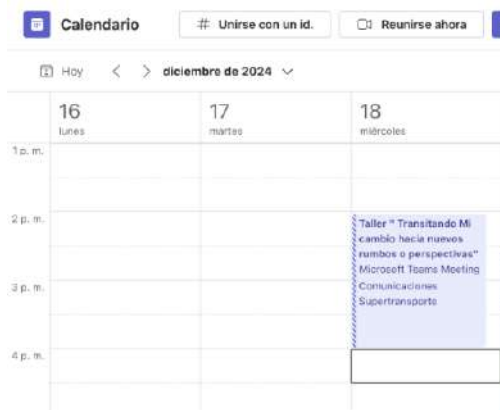 Calendario
# Unirse con un id.
Reunirse ahora
Hoy
diciembre de 2024
16
lunes
17
martes
18
miércoles
1 p. m.
2 p. m.
Taller " Transitando Mi
cambio hacia nuevos
rumbos o perspectivas"
Microsoft Teams Meeting
Comunicaciones
Supertransporte
3 p. m.
4 p. m.